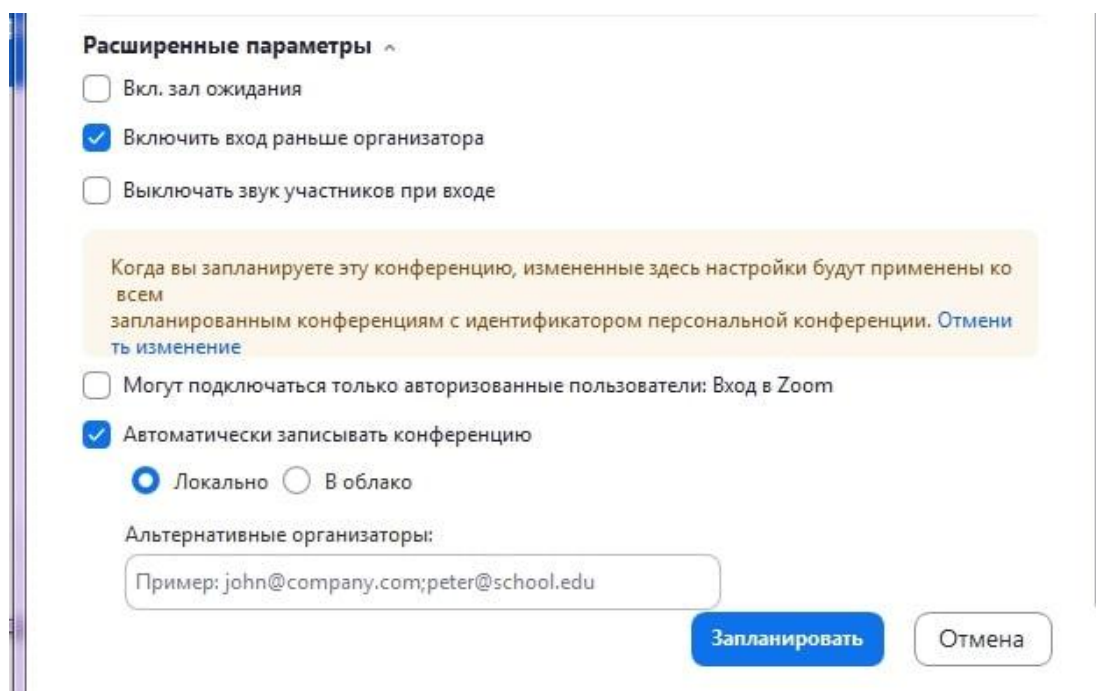 Расширенные параметры
Вкл. зал ожидания
Включить вход раньше организатора
Выключать звук участников при входе
Когда вы запланируете эту конференцию, измененные здесь настройки будут применены ко
всем
запланированным конференциям с идентификатором персональной конференции. Отмени
ть изменение
Могут подключаться только авторизованные пользователи: Вход в Zoom
Автоматически записывать конференцию
Локально В облако
Альтернативные организаторы:
Пример: john@company.com;peter@school.edu
Запланировать Отмена